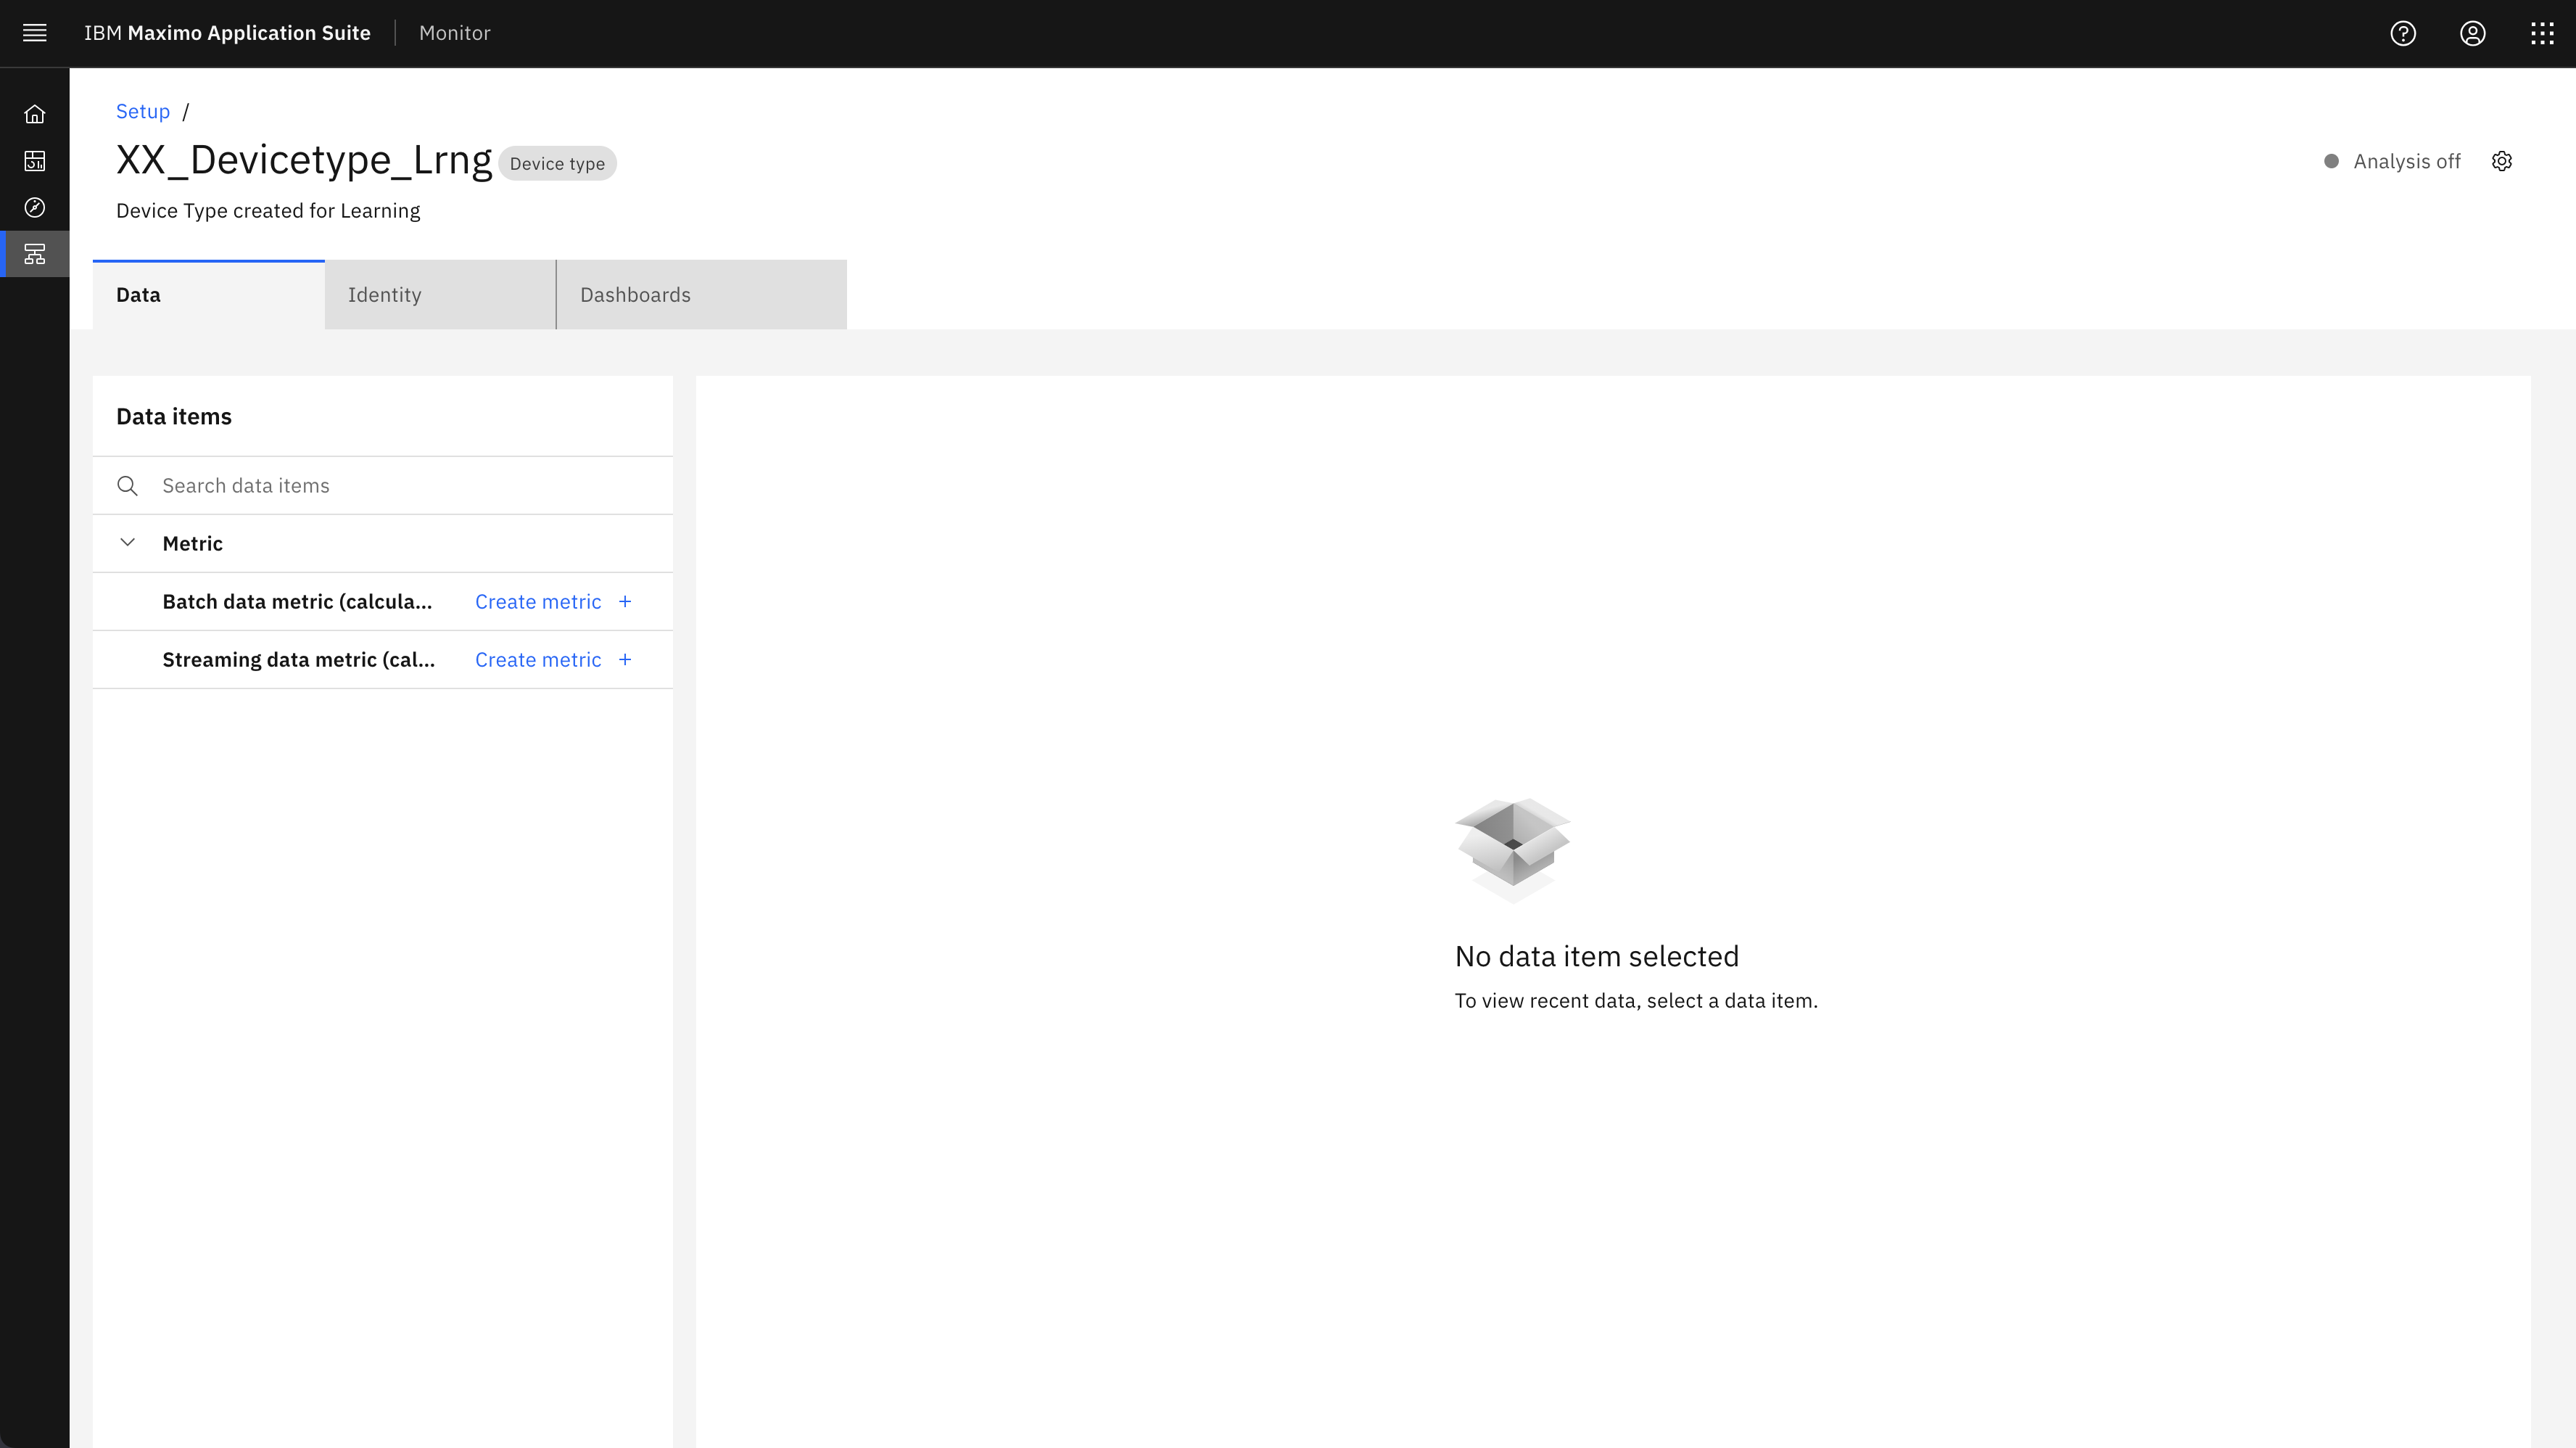 IBM Maximo Application Suite Monitor
Setup /
XX_Devicetype_Lrng Device type
Analysis off
Device Type created for Learning
Data Identity Dashboards
Data items
Search data items
Metric
Batch data metric (calcula... Create metric +
Streaming data metric (cal... Create metric +
No data item selected
To view recent data, select a data item.